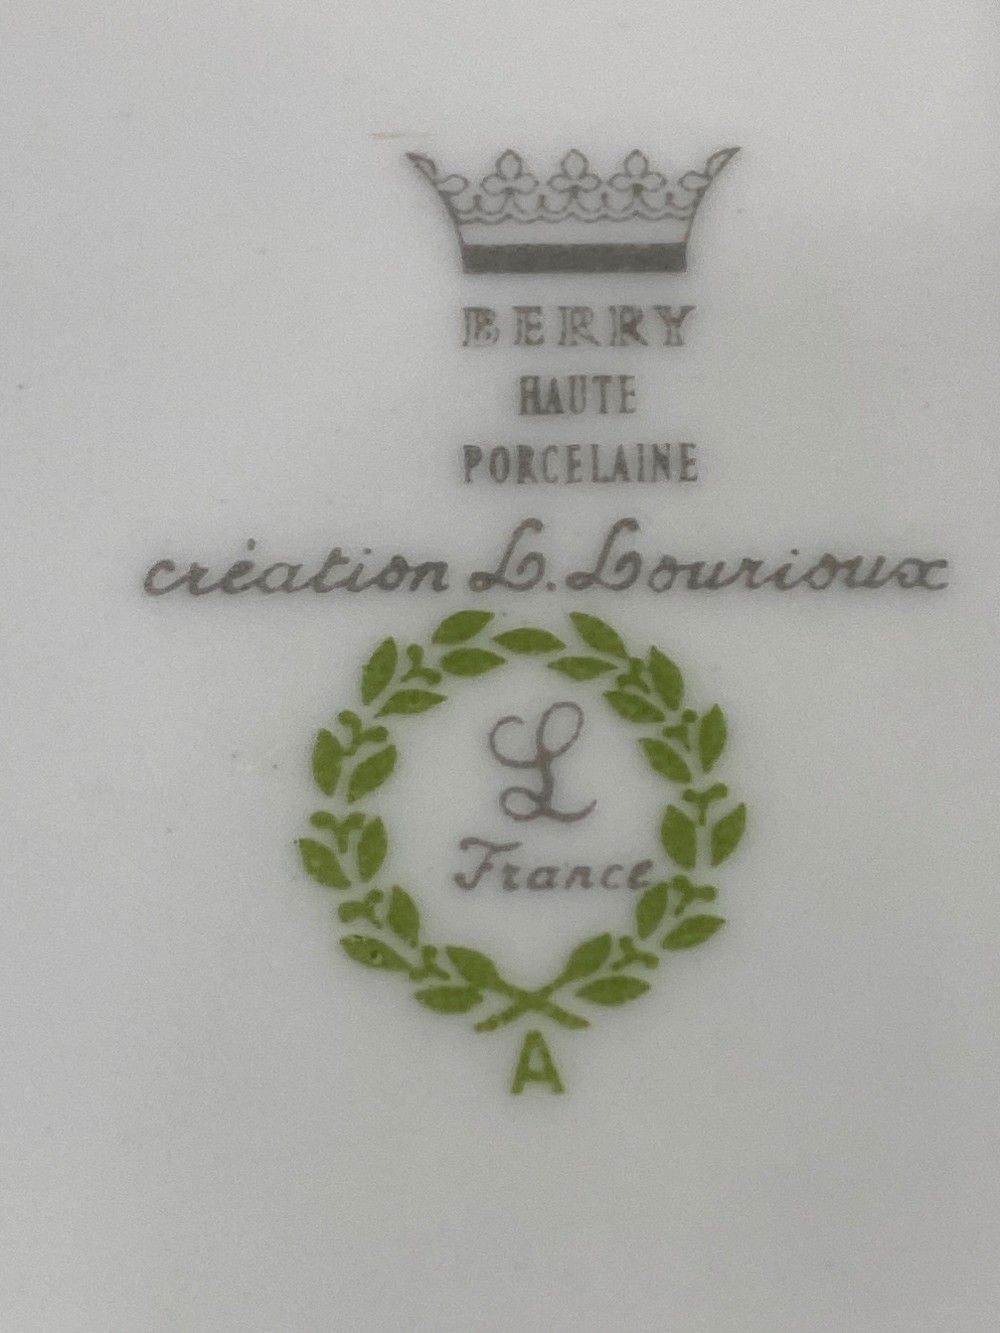 BERRY
HAUTE
PORCELAINE
création L. Lourioux
L
France
A